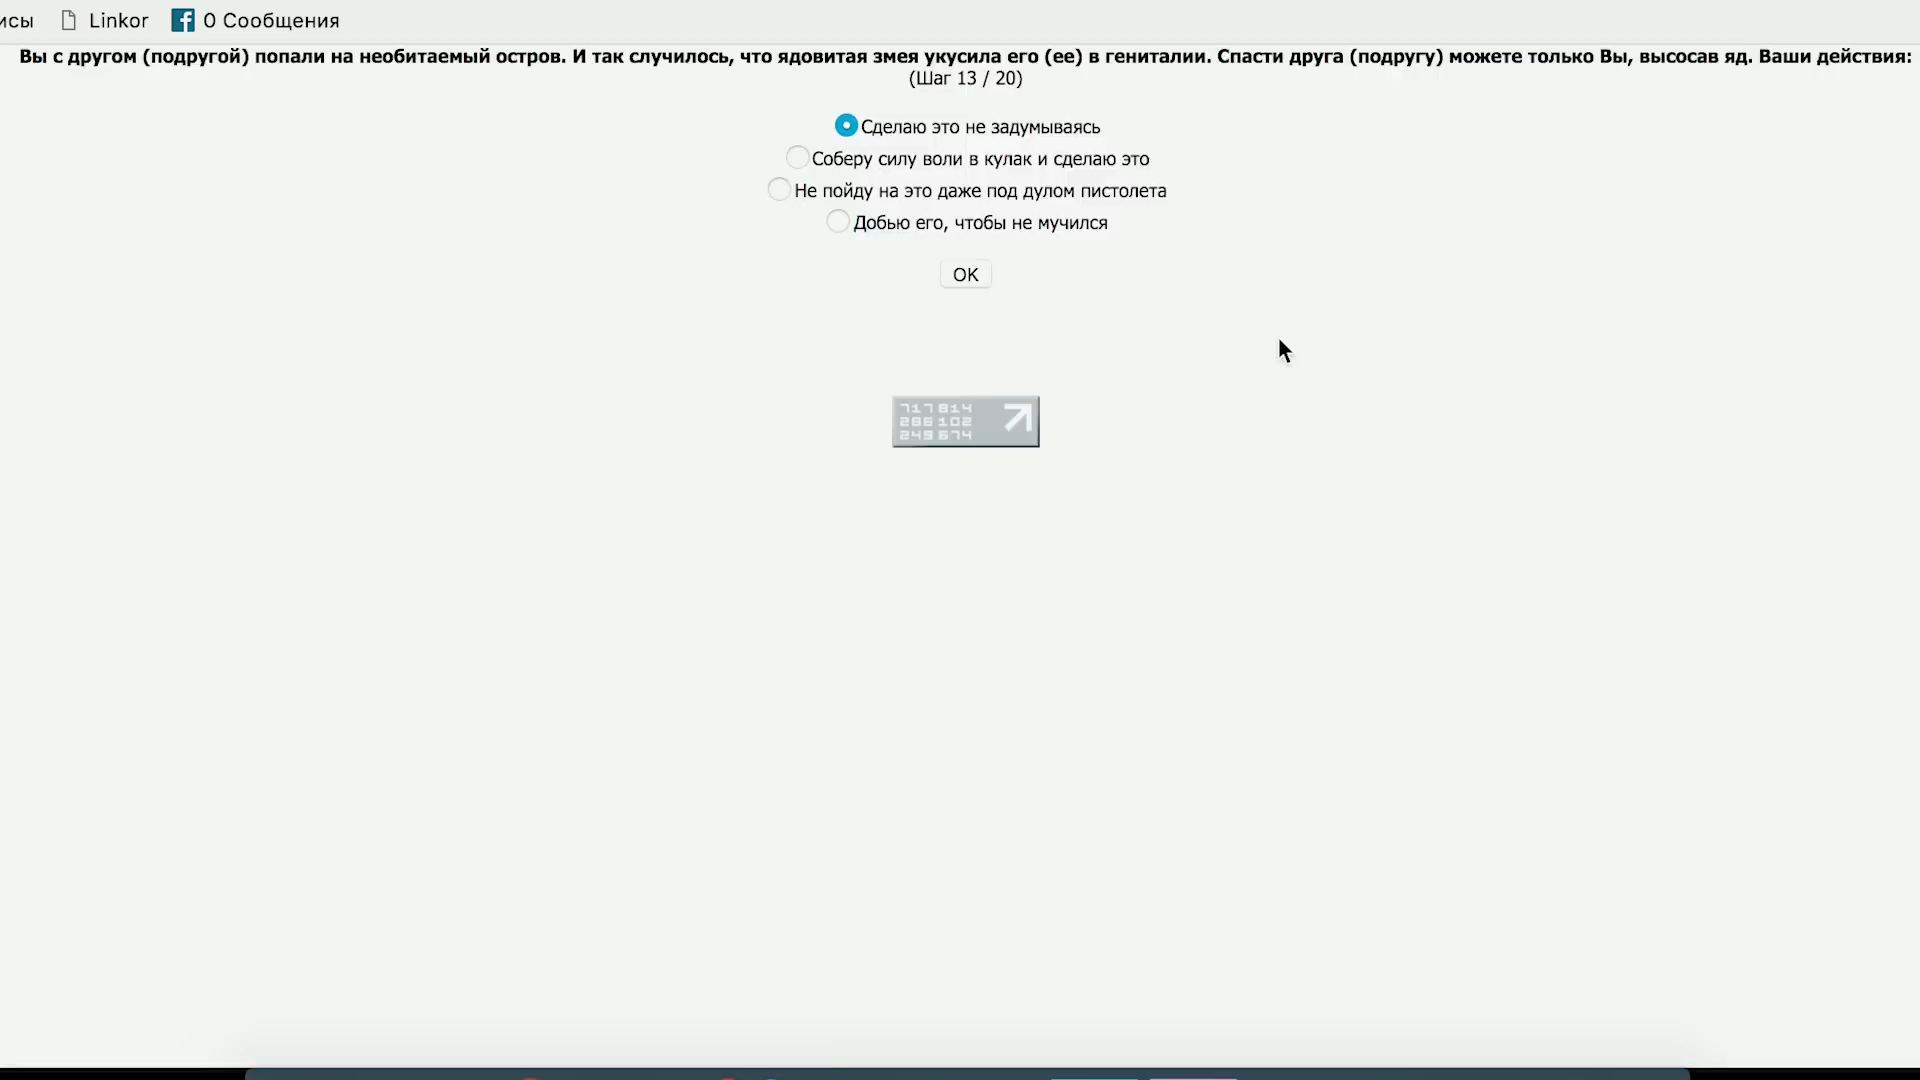 исы Linkor 0 Сообщения
Вы с другом (подругой) попали на необитаемый остров. И так случилось, что ядовитая змея укусила его (ее) в гениталии. Спасти друга (подругу) можете только Вы, высосав яд. Ваши действия:
(Шаг 13 / 20)
Сделаю это не задумываясь
Соберу силу воли в кулак и сделаю это
Не пойду на это даже под дулом пистолета
Добью его, чтобы не мучился
OK
717 814
286 102
249 674